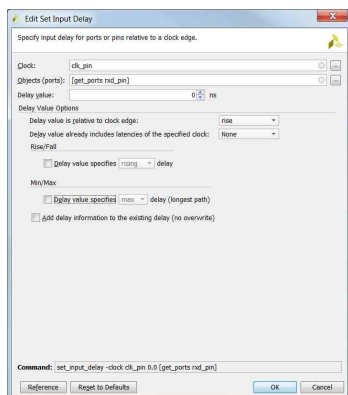 Edit Set Input Delay
Specify input delay for ports or pins relative to a clock edge.
Clock: clk_pin
Objects (ports): [get_ports rxd_pin]
Delay value: 0 ns
Delay Value Options
Delay value is relative to clock edge: rise
Delay value already includes latencies of the specified clock: None
Rise/Fall
Delay value specifies rising delay
Min/Max
Delay value specifies max delay (longest path)
Add delay information to the existing delay (no overwrite)
Command: set_input_delay -clock clk_pin 0.0 [get_ports rxd_pin]
Reference Reset to Defaults OK Cancel